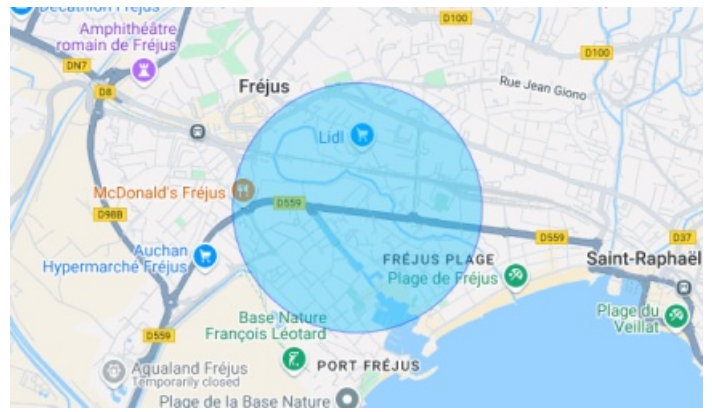 Décathlon Fréjus
D100
Amphithéâtre
romain de Fréjus
D100
DN7
D8
Fréjus
Rue Jean Giono
Lidl
McDonald's Fréjus
D559
D98B
D559
D37
Auchan
Hypermarché Fréjus
FRÉJUS PLAGE
Plage de Fréjus
Saint-Raphaël
Base Nature
François Léotard
Plage du
Veillat
D559
PORT FRÉJUS
Aqualand Fréjus
Temporarily closed
Plage de la Base Nature